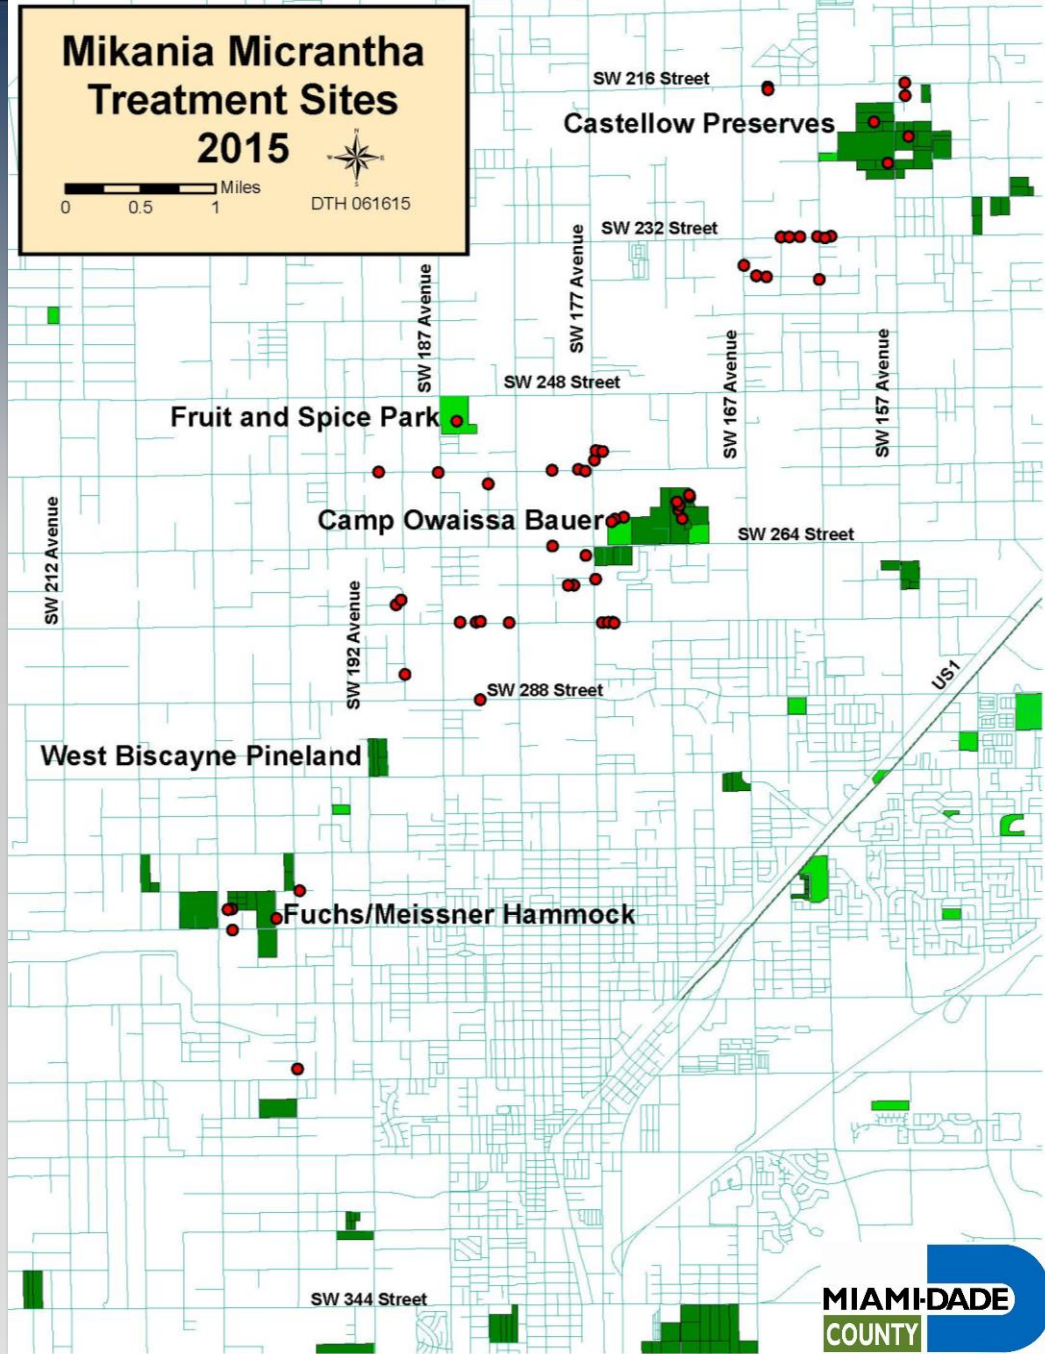 Mikania Micrantha
Treatment Sites
2015
N
W E
S
Miles
0 0.5 1
DTH 061615
SW 216 Street
Castellow Preserves
SW 232 Street
SW 177 Avenue
SW 187 Avenue
SW 248 Street
SW 167 Avenue
SW 157 Avenue
Fruit and Spice Park
Camp Owaissa Bauer
SW 264 Street
SW 212 Avenue
SW 192 Avenue
US1
SW 288 Street
West Biscayne Pineland
Fuchs/Meissner Hammock
SW 344 Street
MIAMI-DADE
COUNTY